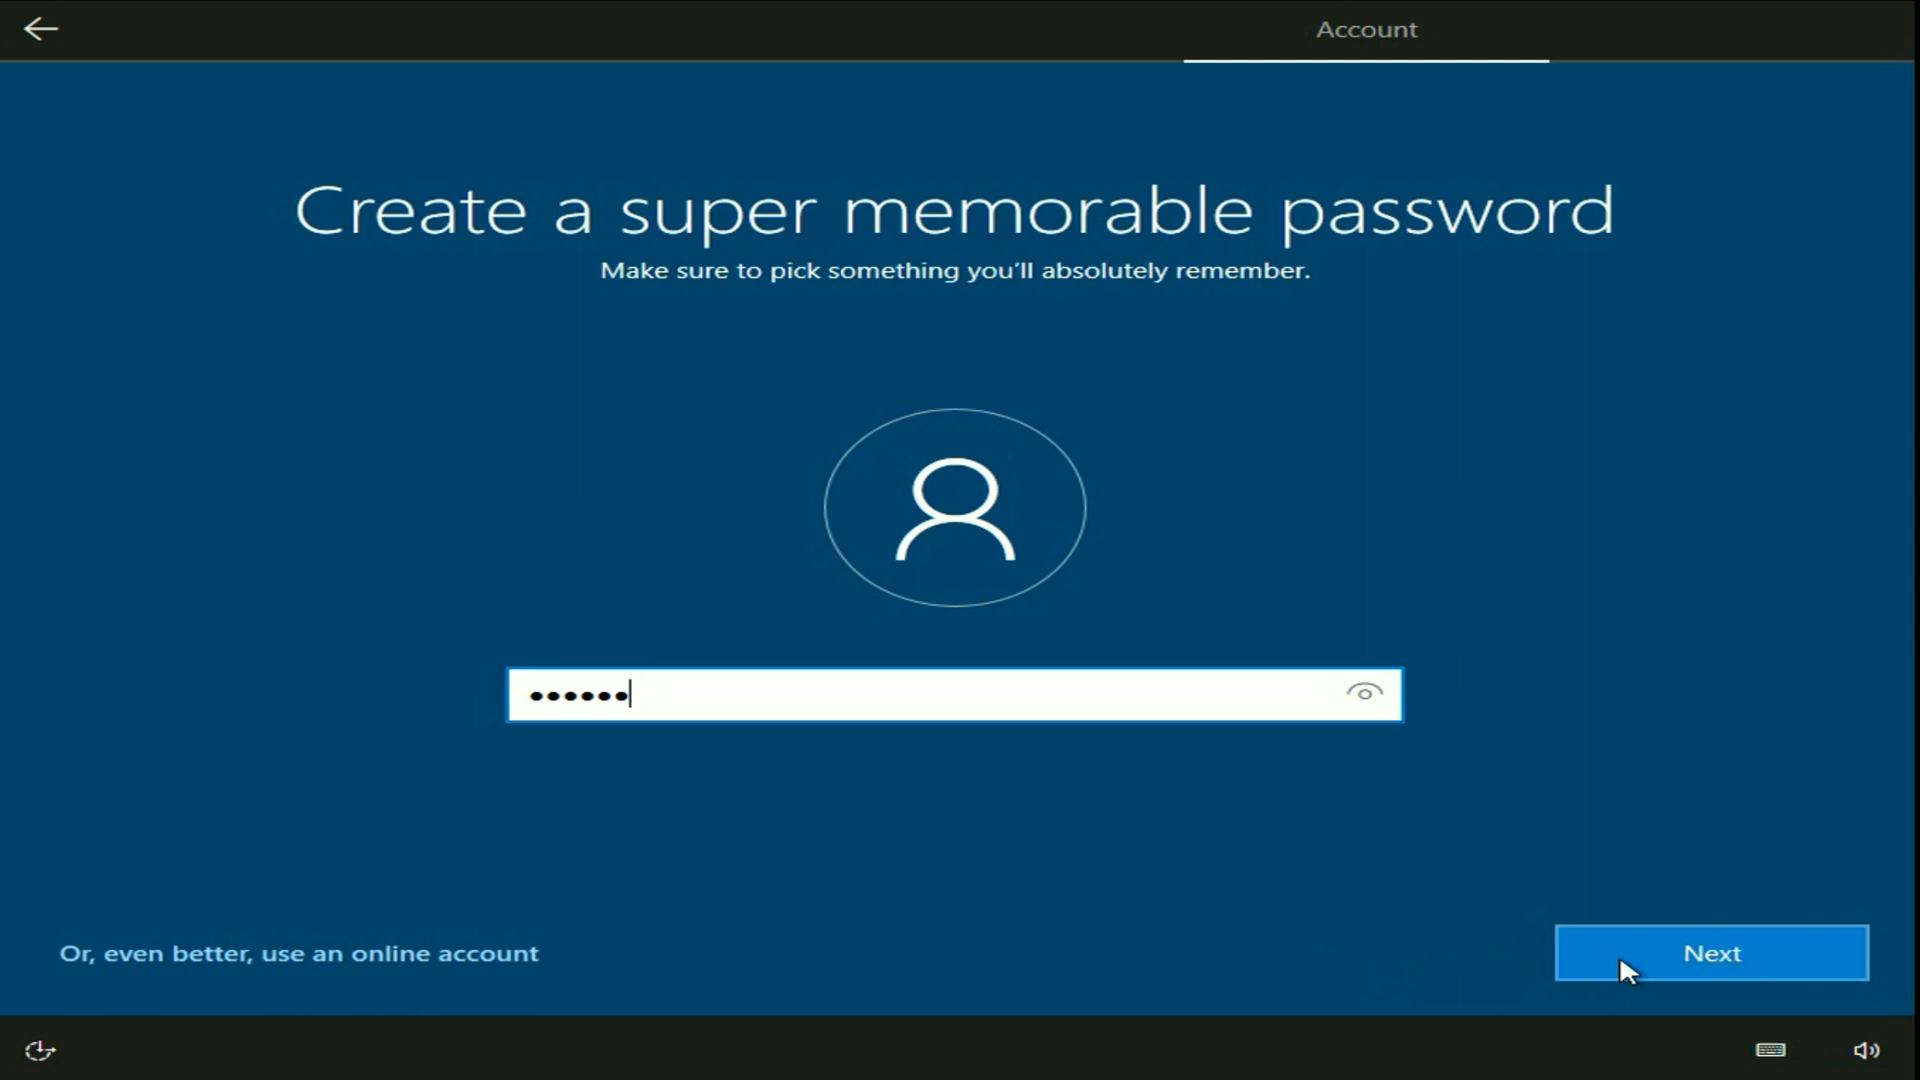 Account
Create a super memorable password
Make sure to pick something you'll absolutely remember.
••••••
Or, even better, use an online account
Next